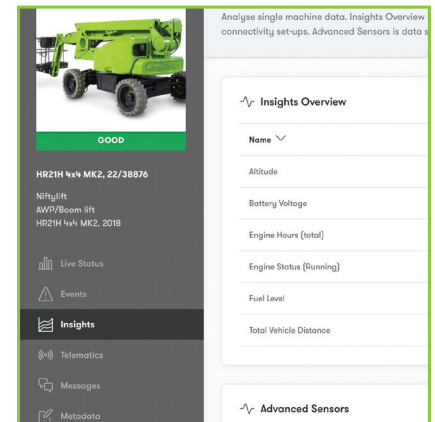 Analyse single machine data. Insights Overview
connectivity set-ups. Advanced Sensors is data
GOOD
HR21H 4x4 MK2, 22/38876
Niftylift
AWP/Boom lift
HR21H 4x4 MK2, 2018
Live Status
Events
Insights
Telematics
Messages
Metadata
Insights Overview
Name
Altitude
Battery Voltage
Engine Hours (total)
Engine Status (Running)
Fuel Level
Total Vehicle Distance
Advanced Sensors